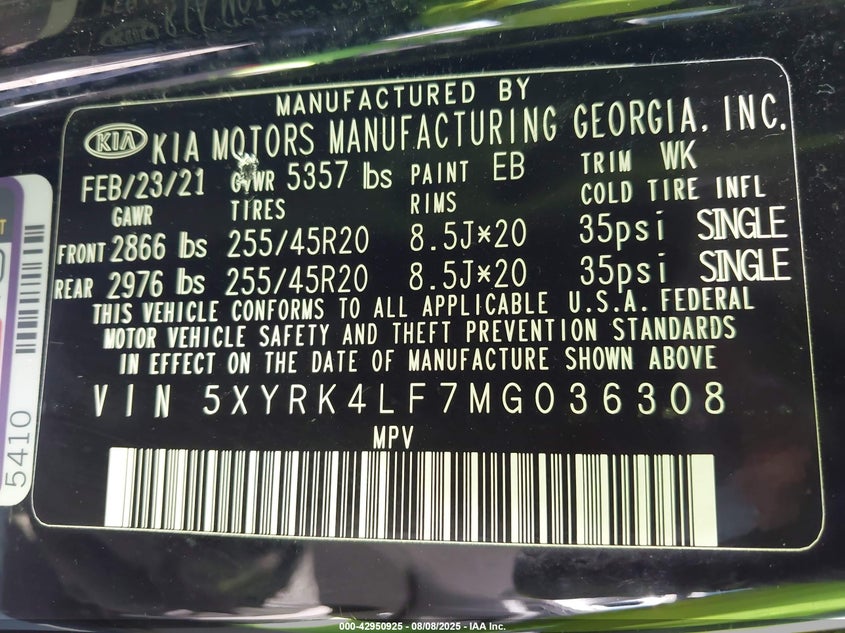 MANUFACTURED BY
KIA KIA MOTORS MANUFACTURING GEORGIA, INC.
FEB/23/21 GVWR 5357 lbs PAINT EB TRIM WK
GAWR TIRES RIMS COLD TIRE INFL
FRONT 2866 lbs 255/45R20 8.5J*20 35psi SINGLE
REAR 2976 lbs 255/45R20 8.5J*20 35psi SINGLE
THIS VEHICLE CONFORMS TO ALL APPLICABLE U.S.A. FEDERAL
MOTOR VEHICLE SAFETY AND THEFT PREVENTION STANDARDS
IN EFFECT ON THE DATE OF MANUFACTURE SHOWN ABOVE
VIN 5XYRK4LF7MG036308
MPV
5410
000-42950925 - 08/08/2025 - IAA Inc.